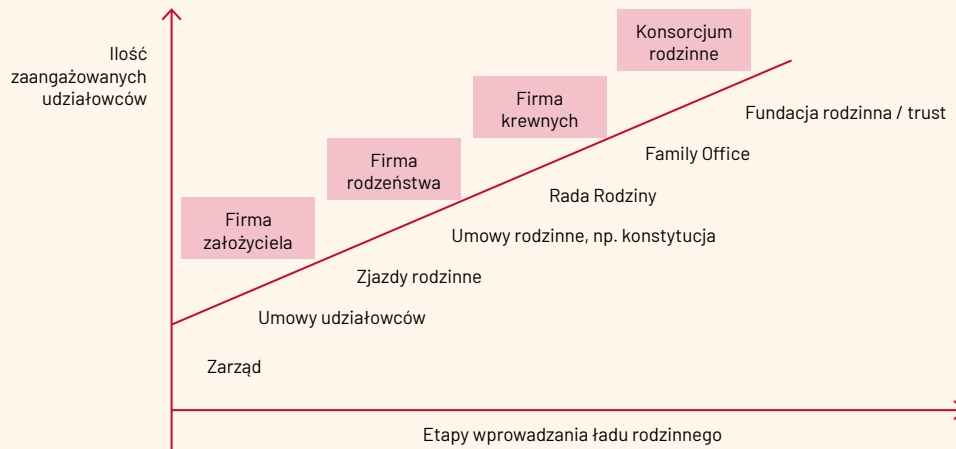 Ilość
zaangażowanych
udziałowców
Konsorcjum
rodzinne
Firma
krewnych
Fundacja rodzinna / trust
Family Office
Firma
rodzeństwa
Rada Rodziny
Firma
założyciela
Umowy rodzinne, np. konstytucja
Zjazdy rodzinne
Umowy udziałowców
Zarząd
Etapy wprowadzania ładu rodzinnego